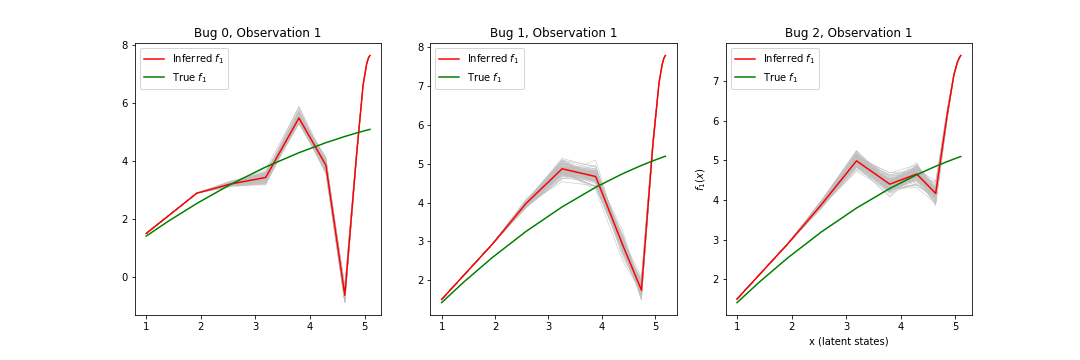 Bug 0, Observation 1
Inferred f₁
True f₁
8
6
4
2
0
1 2 3 4 5
Bug 1, Observation 1
Inferred f₁
True f₁
8
7
6
5
4
3
2
1 2 3 4 5
Bug 2, Observation 1
Inferred f₁
True f₁
f₁(x)
7
6
5
4
3
2
1 2 3 4 5
x (latent states)